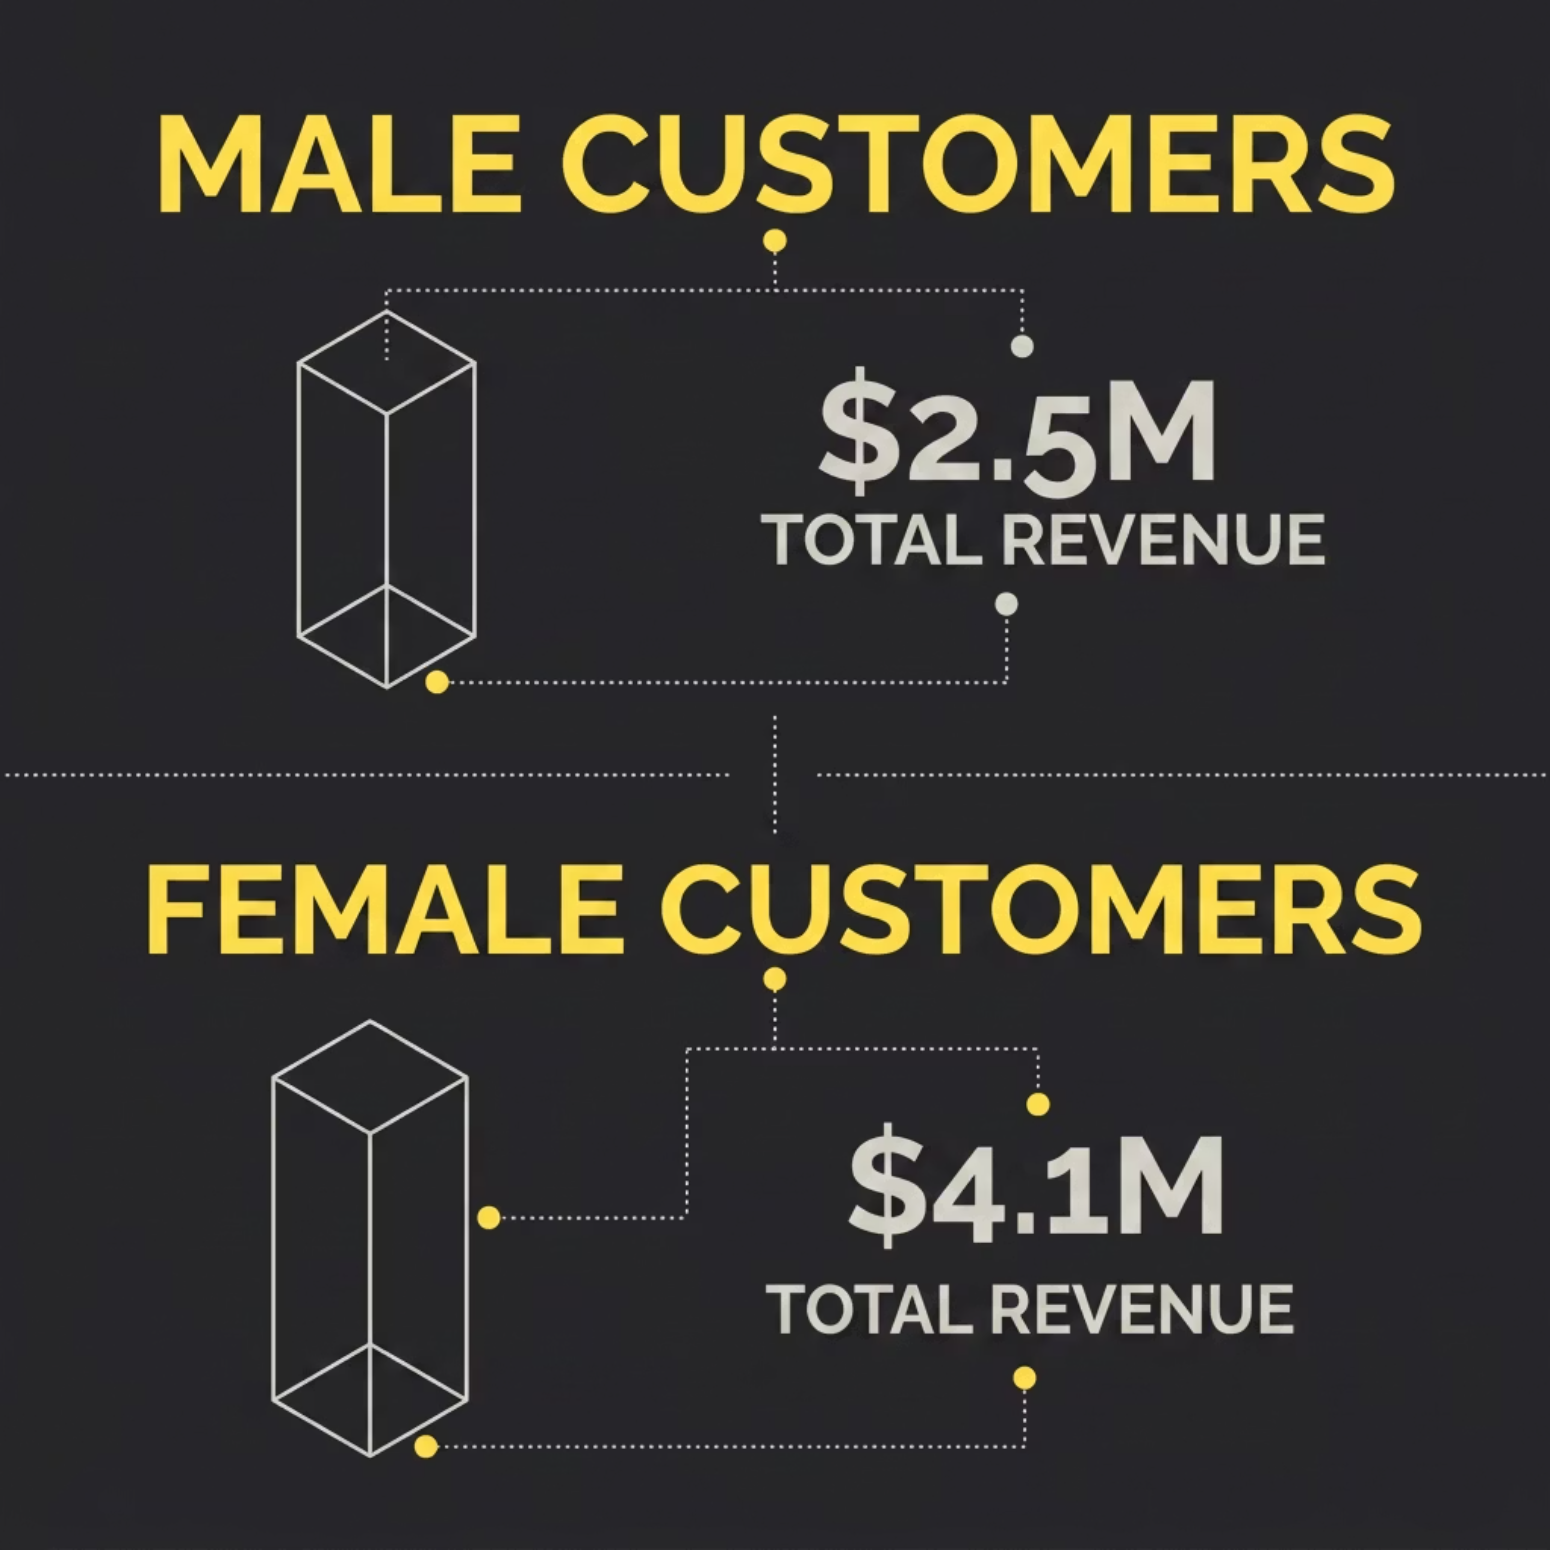 MALE CUSTOMERS
$2.5M
TOTAL REVENUE
FEMALE CUSTOMERS
$4.1M
TOTAL REVENUE